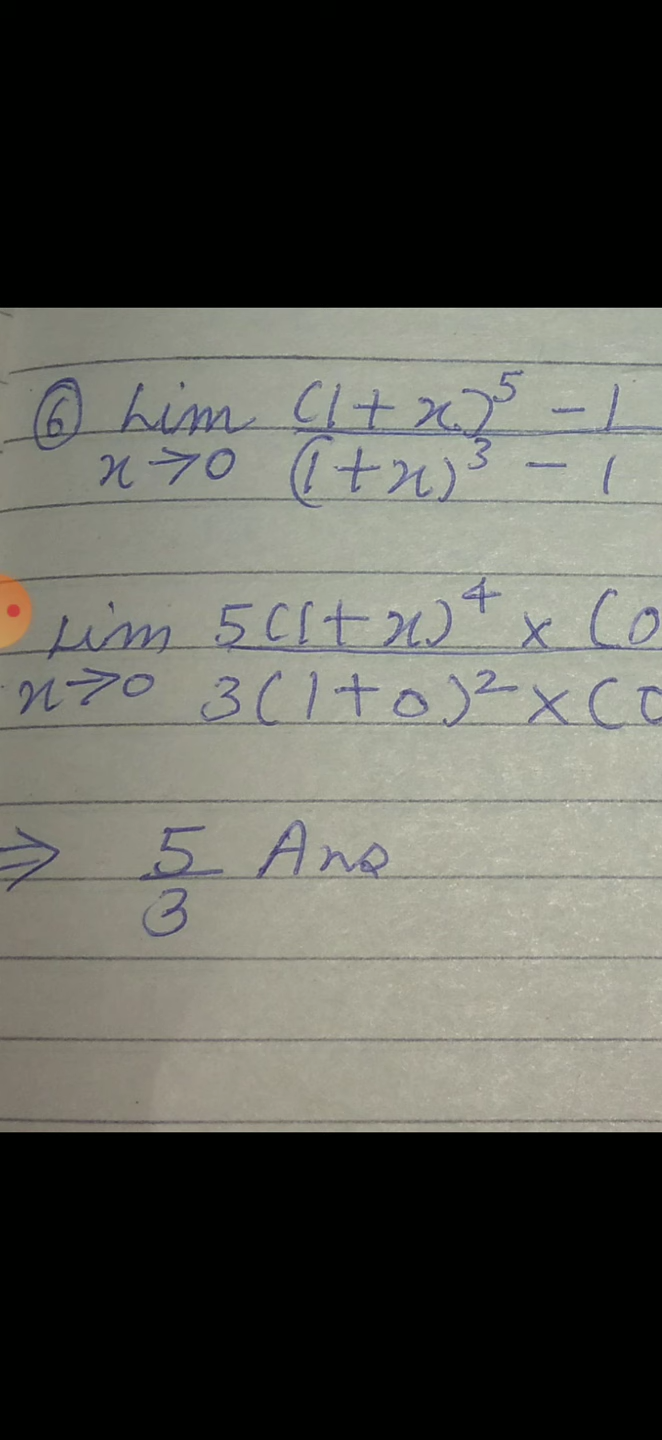 ⑥ Lim (1+x)⁵ - 1
x→0 (1+x)³ - 1
Lim 5(1+x)⁴ × (0
x→0 3(1+0)² × (0
⇒ 5 Ans
3